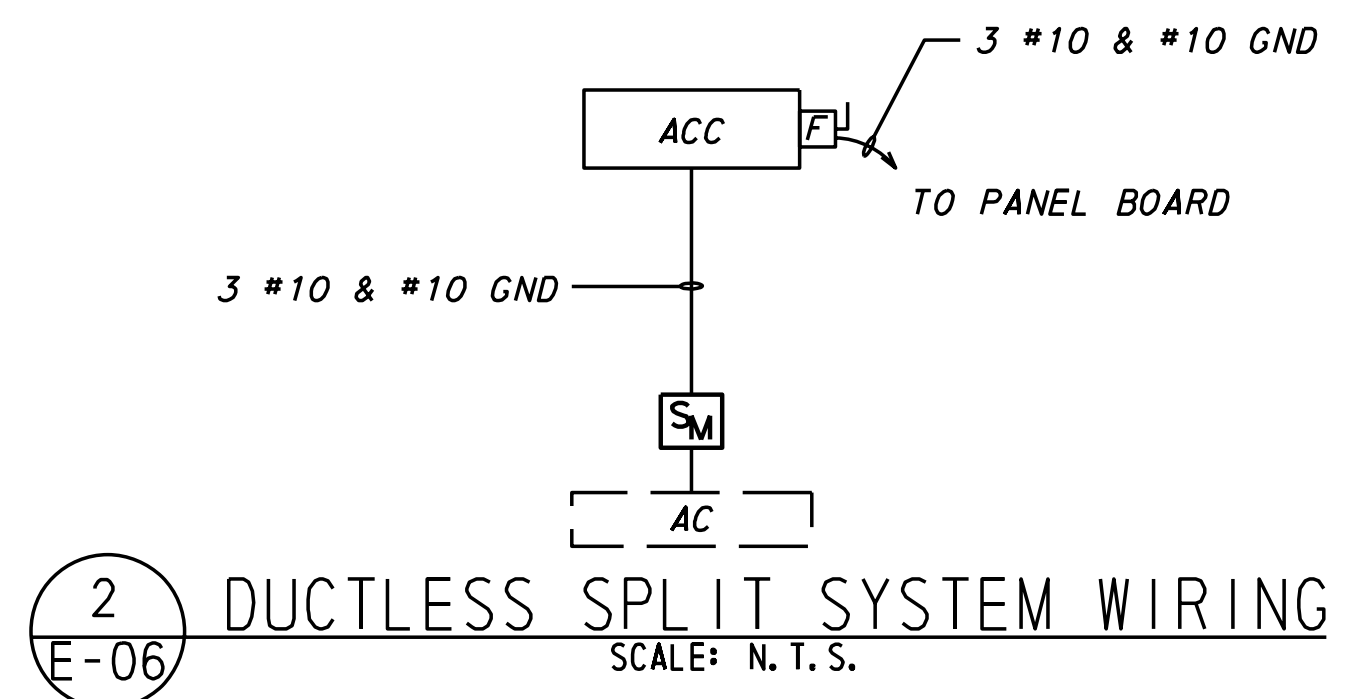 3 #10 & #10 GND
ACC
F
TO PANEL BOARD
3 #10 & #10 GND
SM
AC
2
E-06
DUCTLESS SPLIT SYSTEM WIRING
SCALE: N.T.S.